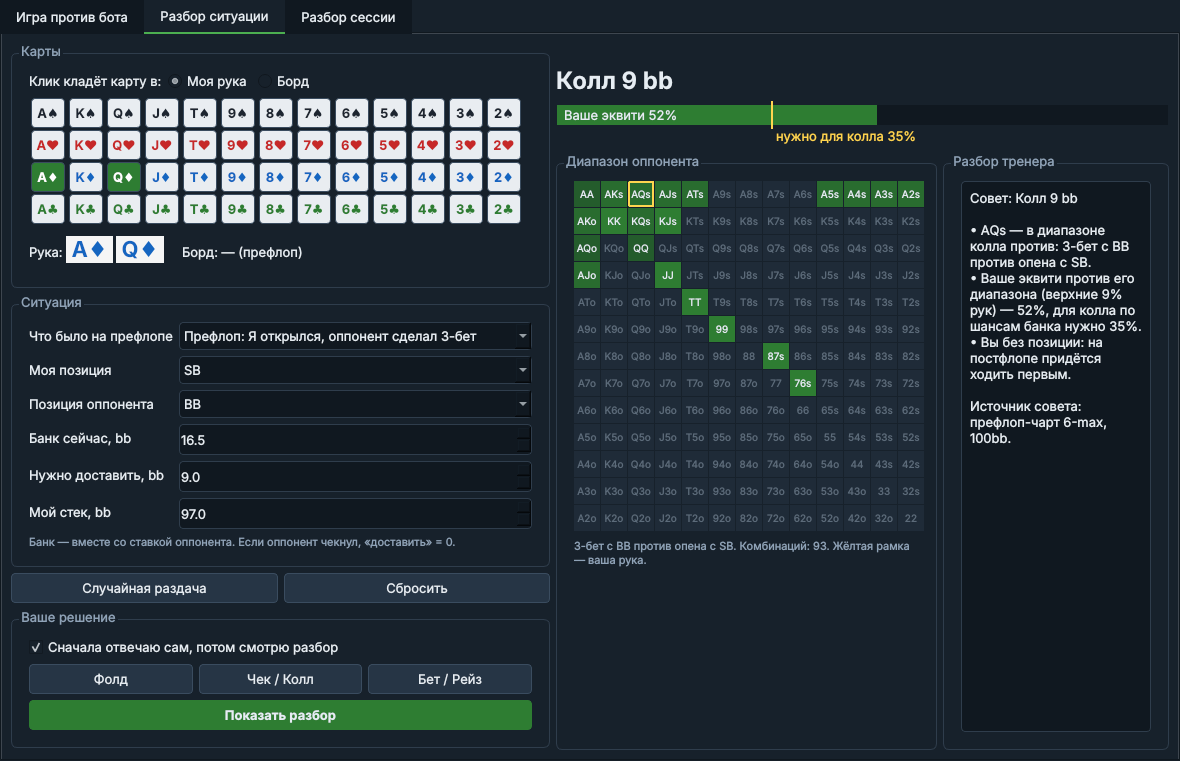 Игра против бота
Разбор ситуации
Разбор сессии
Карты
Клик кладёт карту в: Моя рука Борд
A♠ K♠ Q♠ J♠ T♠ 9♠ 8♠ 7♠ 6♠ 5♠ 4♠ 3♠ 2♠
A♥ K♥ Q♥ J♥ T♥ 9♥ 8♥ 7♥ 6♥ 5♥ 4♥ 3♥ 2♥
A♦ K♦ Q♦ J♦ T♦ 9♦ 8♦ 7♦ 6♦ 5♦ 4♦ 3♦ 2♦
A♣ K♣ Q♣ J♣ T♣ 9♣ 8♣ 7♣ 6♣ 5♣ 4♣ 3♣ 2♣
Рука: A♦ Q♦ Борд: — (префлоп)
Ситуация
Что было на префлопе Префлоп: Я открылся, оппонент сделал 3-бет
Моя позиция SB
Позиция оппонента BB
Банк сейчас, bb 16.5
Нужно доставить, bb 9.0
Мой стек, bb 97.0
Банк — вместе со ставкой оппонента. Если оппонент чекнул, «доставить» = 0.
Случайная раздача
Сбросить
Ваше решение
✓ Сначала отвечаю сам, потом смотрю разбор
Фолд
Чек / Колл
Бет / Рейз
Показать разбор
Колл 9 bb
Ваше эквити 52%
нужно для колла 35%
Диапазон оппонента
AA AKs AQs AJs ATs A9s A8s A7s A6s A5s A4s A3s A2s
AKo KK KQs KJs KTs K9s K8s K7s K6s K5s K4s K3s K2s
AQo KQo QQ QJs QTs Q9s Q8s Q7s Q6s Q5s Q4s Q3s Q2s
AJo KJo QJo JJ JTs J9s J8s J7s J6s J5s J4s J3s J2s
ATo KTo QTo JTo TT T9s T8s T7s T6s T5s T4s T3s T2s
A9o K9o Q9o J9o T9o 99 98s 97s 96s 95s 94s 93s 92s
A8o K8o Q8o J8o T8o 98o 88 87s 86s 85s 84s 83s 82s
A7o K7o Q7o J7o T7o 97o 87o 77 76s 75s 74s 73s 72s
A6o K6o Q6o J6o T6o 96o 86o 76o 66 65s 64s 63s 62s
A5o K5o Q5o J5o T5o 95o 85o 75o 65o 55 54s 53s 52s
A4o K4o Q4o J4o T4o 94o 84o 74o 64o 54o 44 43s 42s
A3o K3o Q3o J3o T3o 93o 83o 73o 63o 53o 43o 33 32s
A2o K2o Q2o J2o T2o 92o 82o 72o 62o 52o 42o 32o 22
3-бет с BB против опена с SB. Комбинаций: 93. Жёлтая рамка
— ваша рука.
Разбор тренера
Совет: Колл 9 bb
• AQs — в диапазоне
колла против: 3-бет с BB
против опена с SB.
• Ваше эквити против его
диапазона (верхние 9%
рук) — 52%, для колла по
шансам банка нужно 35%.
• Вы без позиции: на
постфлопе придётся
ходить первым.
Источник совета:
префлоп-чарт 6-max,
100bb.